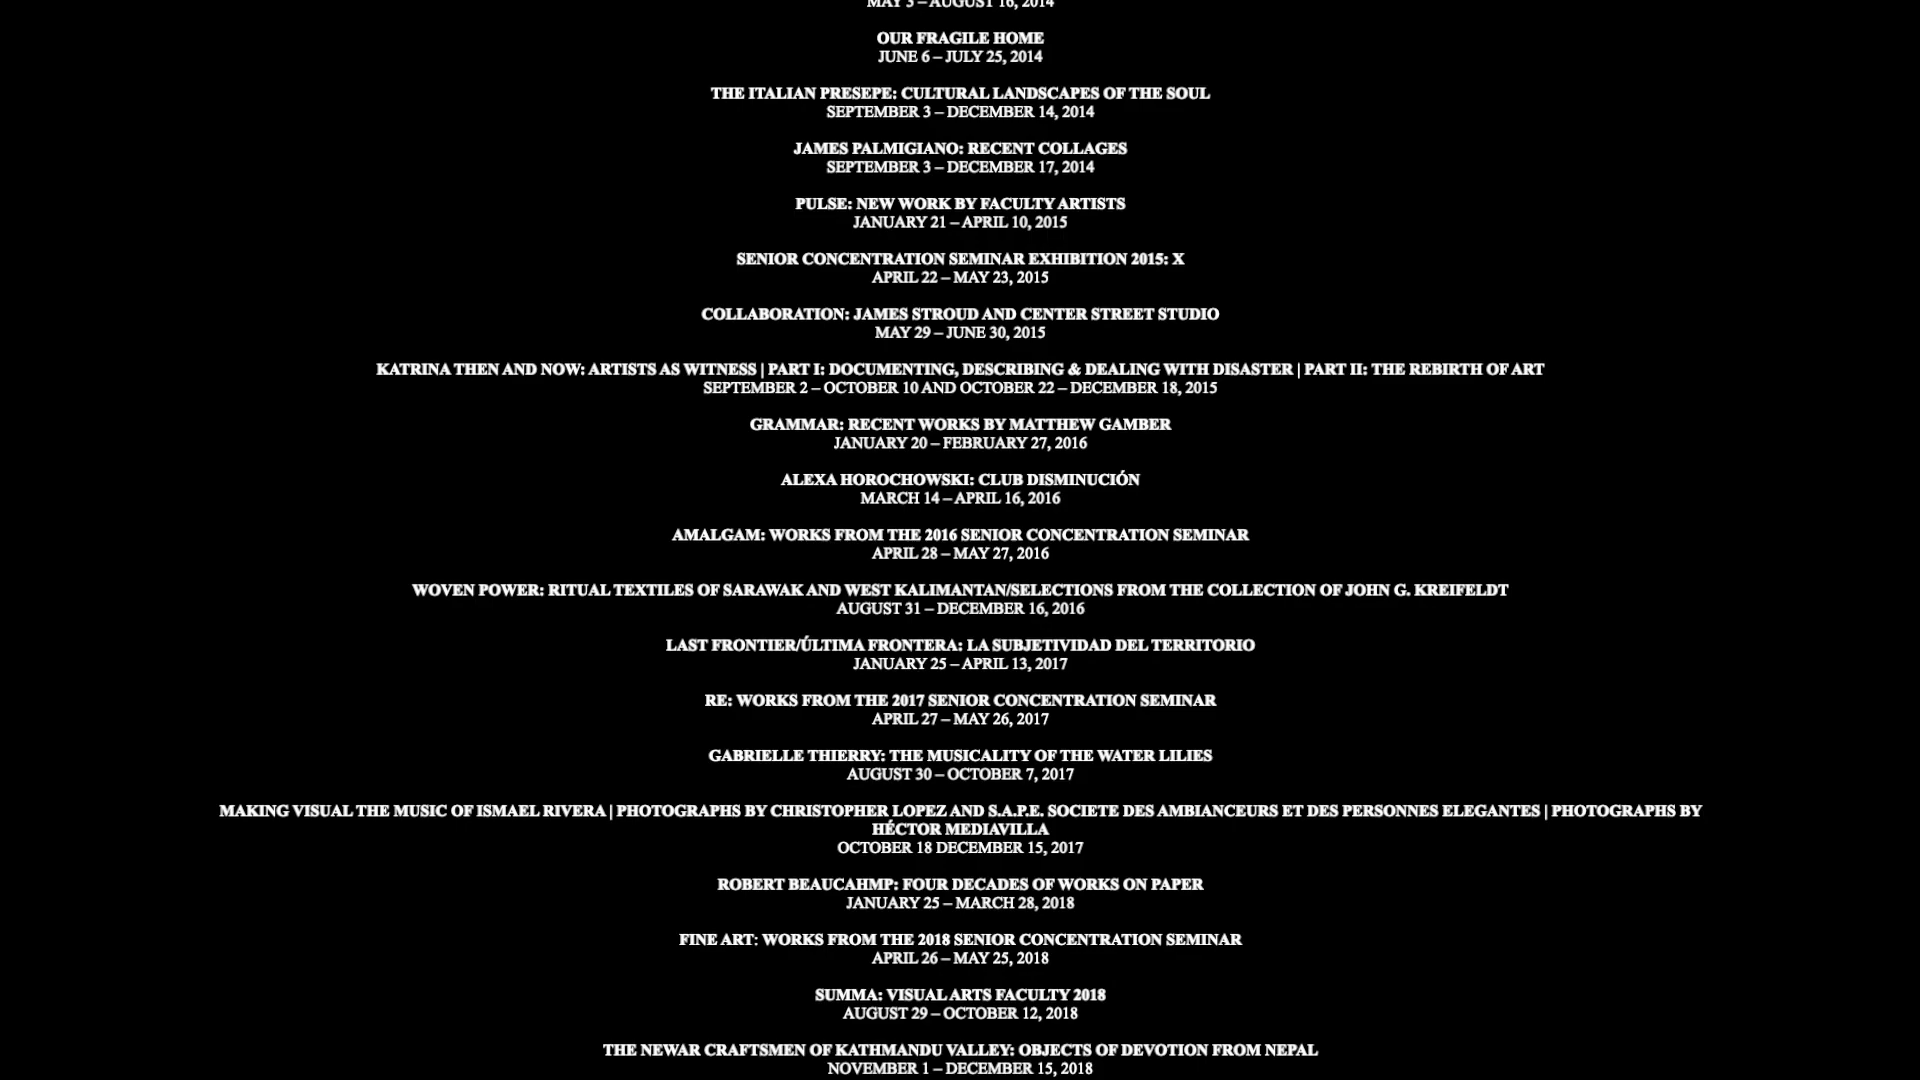 MAY 3 – AUGUST 16, 2014
OUR FRAGILE HOME
JUNE 6 – JULY 25, 2014
THE ITALIAN PRESEPE: CULTURAL LANDSCAPES OF THE SOUL
SEPTEMBER 3 – DECEMBER 14, 2014
JAMES PALMIGIANO: RECENT COLLAGES
SEPTEMBER 3 – DECEMBER 17, 2014
PULSE: NEW WORK BY FACULTY ARTISTS
JANUARY 21 – APRIL 10, 2015
SENIOR CONCENTRATION SEMINAR EXHIBITION 2015: X
APRIL 22 – MAY 23, 2015
COLLABORATION: JAMES STROUD AND CENTER STREET STUDIO
MAY 29 – JUNE 30, 2015
KATRINA THEN AND NOW: ARTISTS AS WITNESS | PART I: DOCUMENTING, DESCRIBING & DEALING WITH DISASTER | PART II: THE REBIRTH OF ART
SEPTEMBER 2 – OCTOBER 10 AND OCTOBER 22 – DECEMBER 18, 2015
GRAMMAR: RECENT WORKS BY MATTHEW GAMBER
JANUARY 20 – FEBRUARY 27, 2016
ALEXA HOROCHOWSKI: CLUB DISMINUCIÓN
MARCH 14 – APRIL 16, 2016
AMALGAM: WORKS FROM THE 2016 SENIOR CONCENTRATION SEMINAR
APRIL 28 – MAY 27, 2016
WOVEN POWER: RITUAL TEXTILES OF SARAWAK AND WEST KALIMANTAN/SELECTIONS FROM THE COLLECTION OF JOHN G. KREIFELDT
AUGUST 31 – DECEMBER 16, 2016
LAST FRONTIER/ÚLTIMA FRONTERA: LA SUBJETIVIDAD DEL TERRITORIO
JANUARY 25 – APRIL 13, 2017
RE: WORKS FROM THE 2017 SENIOR CONCENTRATION SEMINAR
APRIL 27 – MAY 26, 2017
GABRIELLE THIERRY: THE MUSICALITY OF THE WATER LILIES
AUGUST 30 – OCTOBER 7, 2017
MAKING VISUAL THE MUSIC OF ISMAEL RIVERA | PHOTOGRAPHS BY CHRISTOPHER LOPEZ AND S.A.P.E. SOCIETE DES AMBIANCEURS ET DES PERSONNES ELEGANTES | PHOTOGRAPHS BY
HÉCTOR MEDIAVILLA
OCTOBER 18 DECEMBER 15, 2017
ROBERT BEAUCAHMP: FOUR DECADES OF WORKS ON PAPER
JANUARY 25 – MARCH 28, 2018
FINE ART: WORKS FROM THE 2018 SENIOR CONCENTRATION SEMINAR
APRIL 26 – MAY 25, 2018
SUMMA: VISUAL ARTS FACULTY 2018
AUGUST 29 – OCTOBER 12, 2018
THE NEWAR CRAFTSMEN OF KATHMANDU VALLEY: OBJECTS OF DEVOTION FROM NEPAL
NOVEMBER 1 – DECEMBER 15, 2018